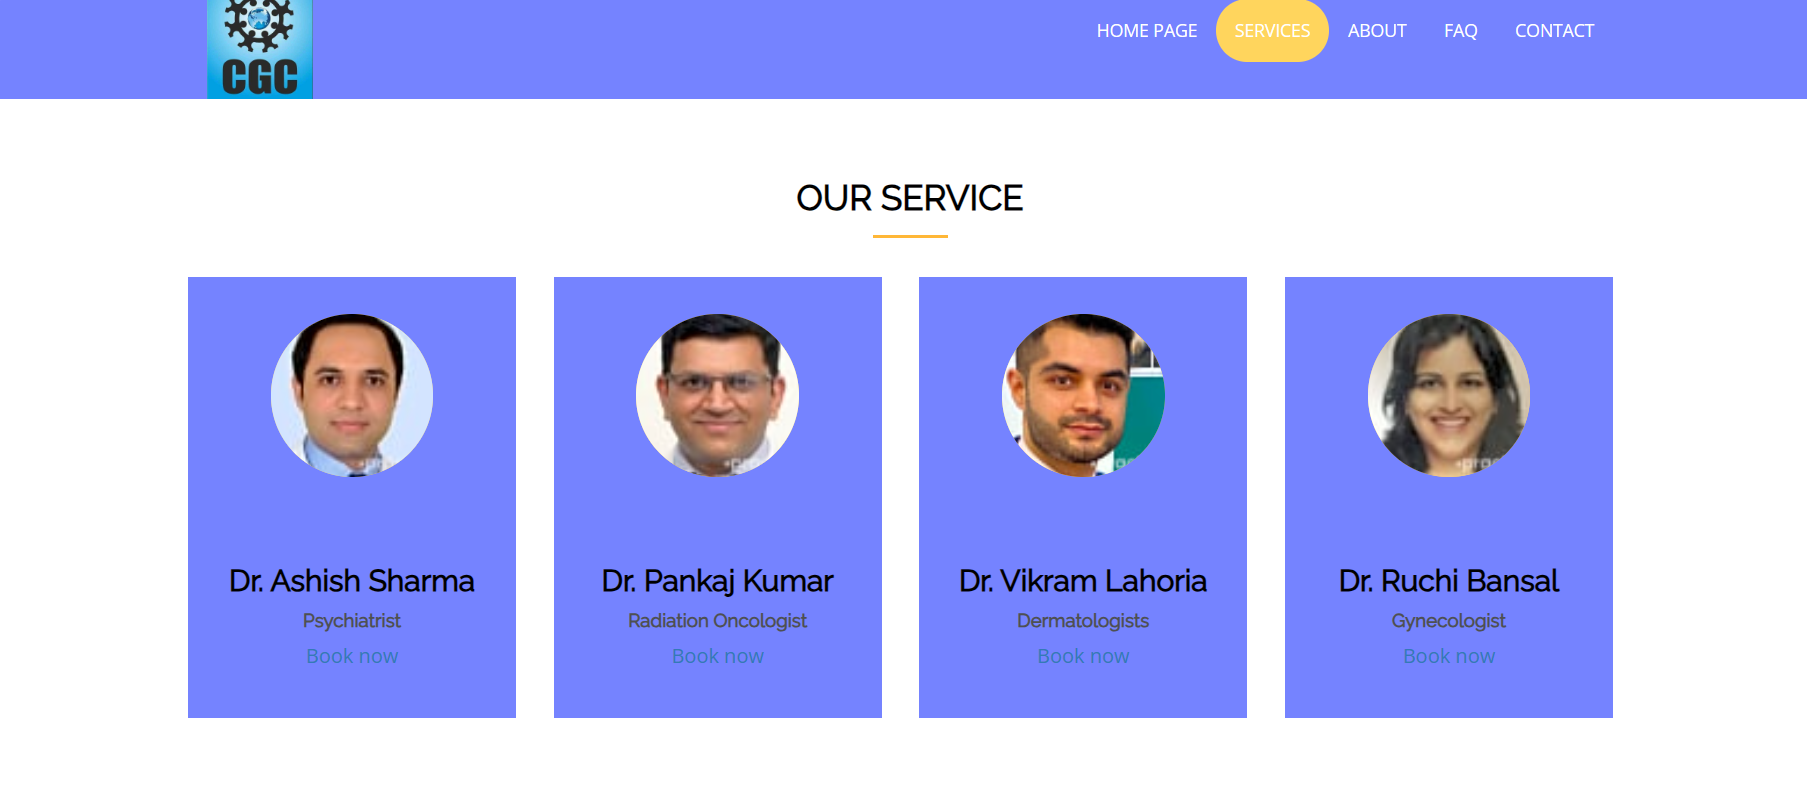 CGC
HOME PAGE SERVICES ABOUT FAQ CONTACT
OUR SERVICE
Dr. Ashish Sharma
Psychiatrist
Book now
Dr. Pankaj Kumar
Radiation Oncologist
Book now
Dr. Vikram Lahoria
Dermatologists
Book now
Dr. Ruchi Bansal
Gynecologist
Book now